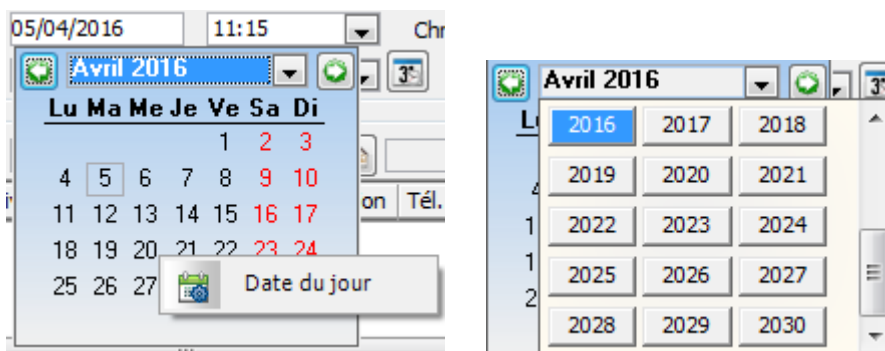 05/04/2016 11:15 Chr
Avril 2016
Lu Ma Me Je Ve Sa Di
1 2 3
4 5 6 7 8 9 10
11 12 13 14 15 16 17 on Tél.
18 19 20 21 22 23 24
25 26 27 Date du jour
Avril 2016
L
2016 2017 2018
2019 2020 2021
1 2022 2023 2024
1 2025 2026 2027
2 2028 2029 2030